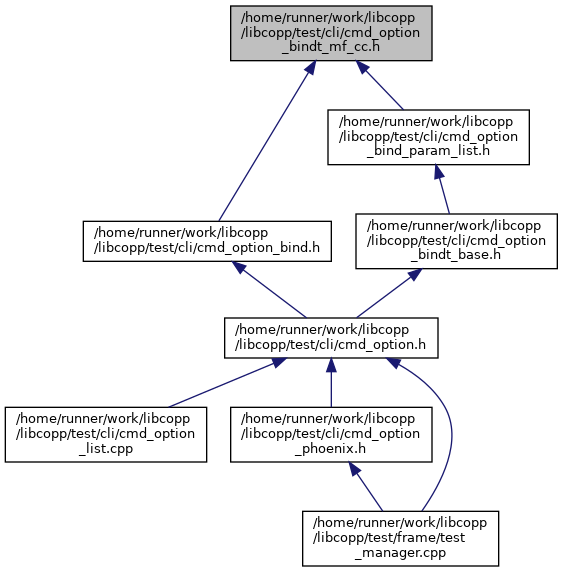 /home/runner/work/libcopp
/libcopp/test/cli/cmd_option
_bindt_mf_cc.h
/home/runner/work/libcopp
/libcopp/test/cli/cmd_option
_bind_param_list.h
/home/runner/work/libcopp
/libcopp/test/cli/cmd_option_bind.h
/home/runner/work/libcopp
/libcopp/test/cli/cmd_option
_bindt_base.h
/home/runner/work/libcopp
/libcopp/test/cli/cmd_option.h
/home/runner/work/libcopp
/libcopp/test/cli/cmd_option
_list.cpp
/home/runner/work/libcopp
/libcopp/test/cli/cmd_option
_phoenix.h
/home/runner/work/libcopp
/libcopp/test/frame/test
_manager.cpp